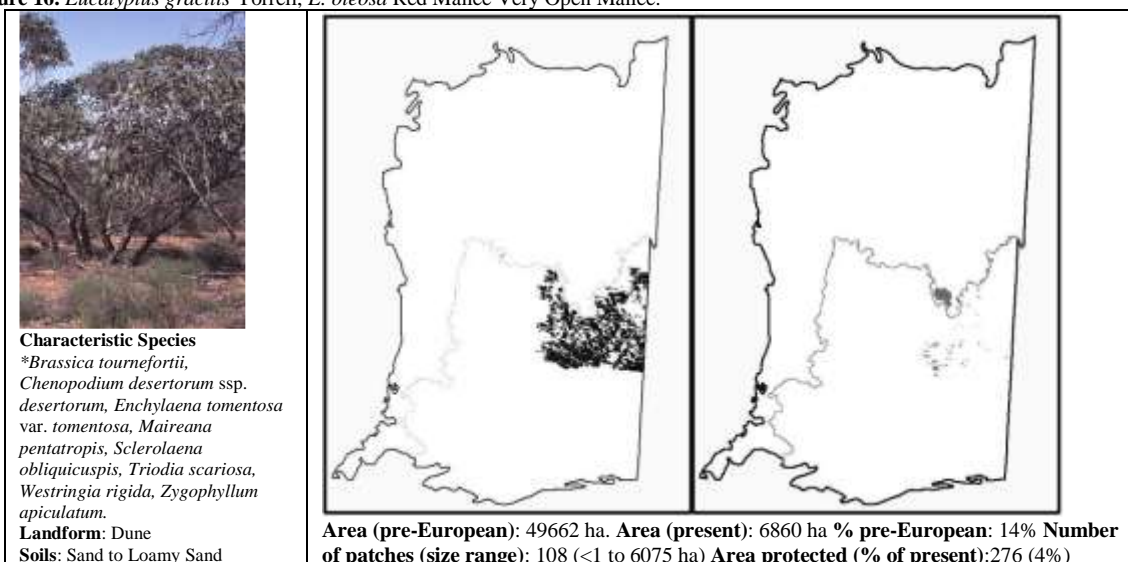 Eucalyptus gracilis Yorrell, E. oleosa Red Mallee Very Open Mallee.
Characteristic Species
*Brassica tournefortii,
Chenopodium desertorum ssp.
desertorum, Enchylaena tomentosa
var. tomentosa, Maireana
pentatropis, Sclerolaena
obliquicuspis, Triodia scariosa,
Westringia rigida, Zygophyllum
apiculatum.
Landform: Dune
Soils: Sand to Loamy Sand
Area (pre-European): 49662 ha. Area (present): 6860 ha % pre-European: 14% Number
of patches (size range): 108 (<1 to 6075 ha) Area protected (% of present):276 (4%)